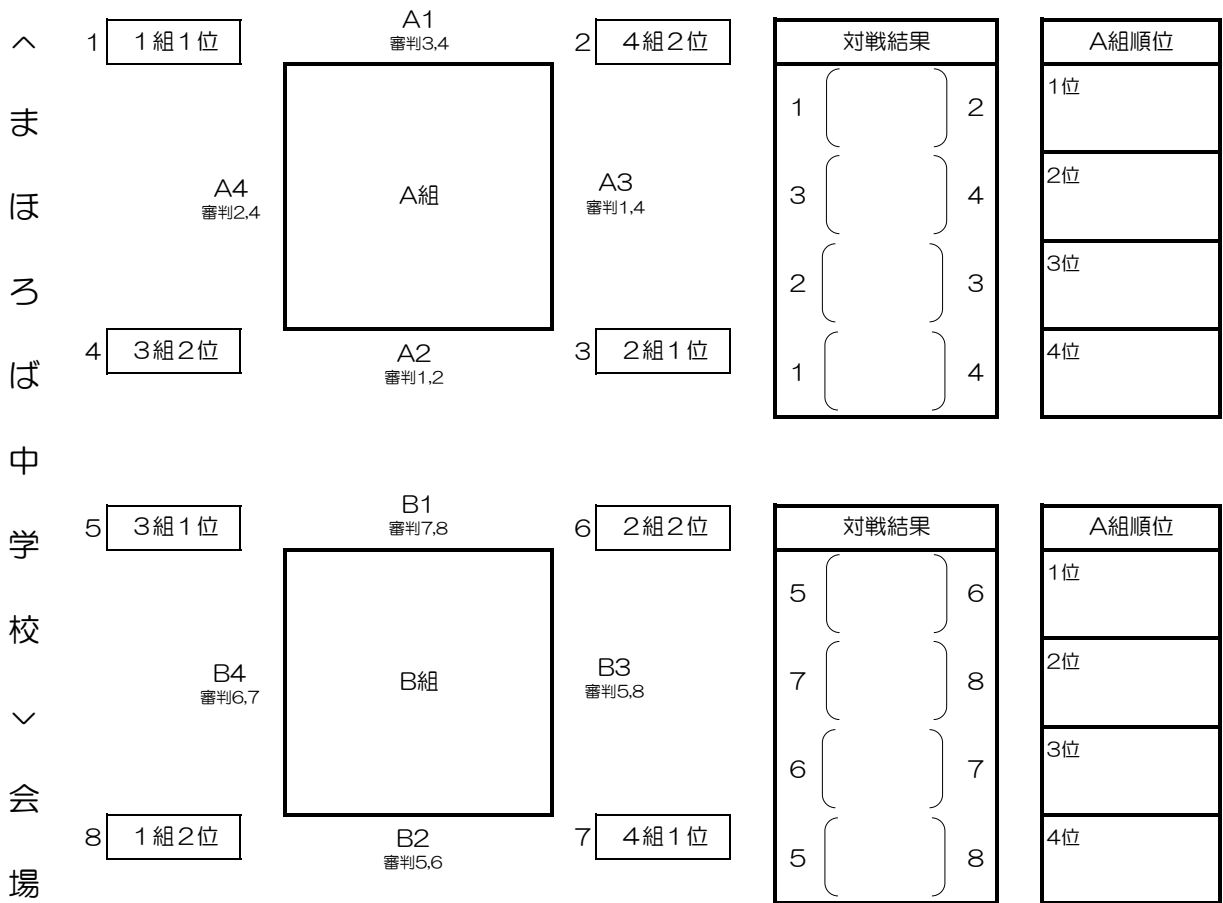 〈まほろば中学校〉会場
1 1組1位
A1
審判3,4
2 4組2位
A4
審判2,4
A組
A3
審判1,4
4 3組2位
A2
審判1,2
3 2組1位
対戦結果
1 2
3 4
2 3
1 4
A組順位
1位
2位
3位
4位
5 3組1位
B1
審判7,8
6 2組2位
B4
審判6,7
B組
B3
審判5,8
8 1組2位
B2
審判5,6
7 4組1位
対戦結果
5 6
7 8
6 7
5 8
A組順位
1位
2位
3位
4位